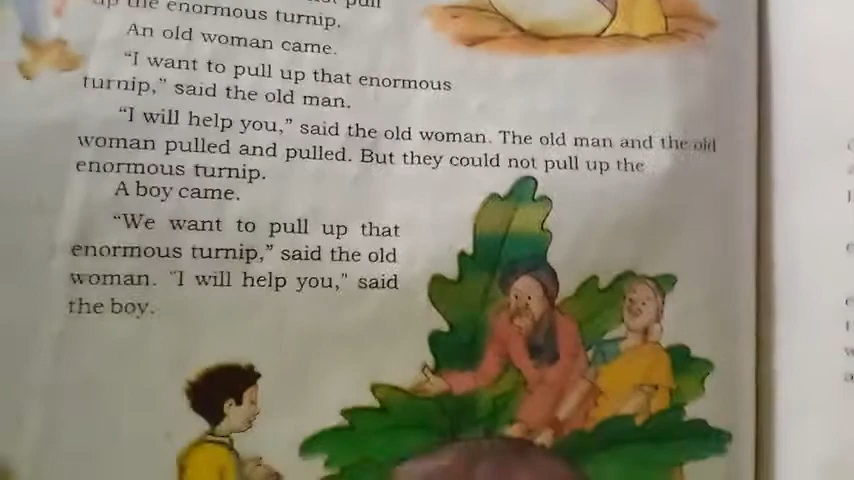 up the enormous turnip.
An old woman came.
“I want to pull up that enormous
turnip,” said the old man.
“I will help you,” said the old woman. The old man and the old
woman pulled and pulled. But they could not pull up the
enormous turnip.
A boy came.
“We want to pull up that
enormous turnip,” said the old
woman. “I will help you,” said
the boy.